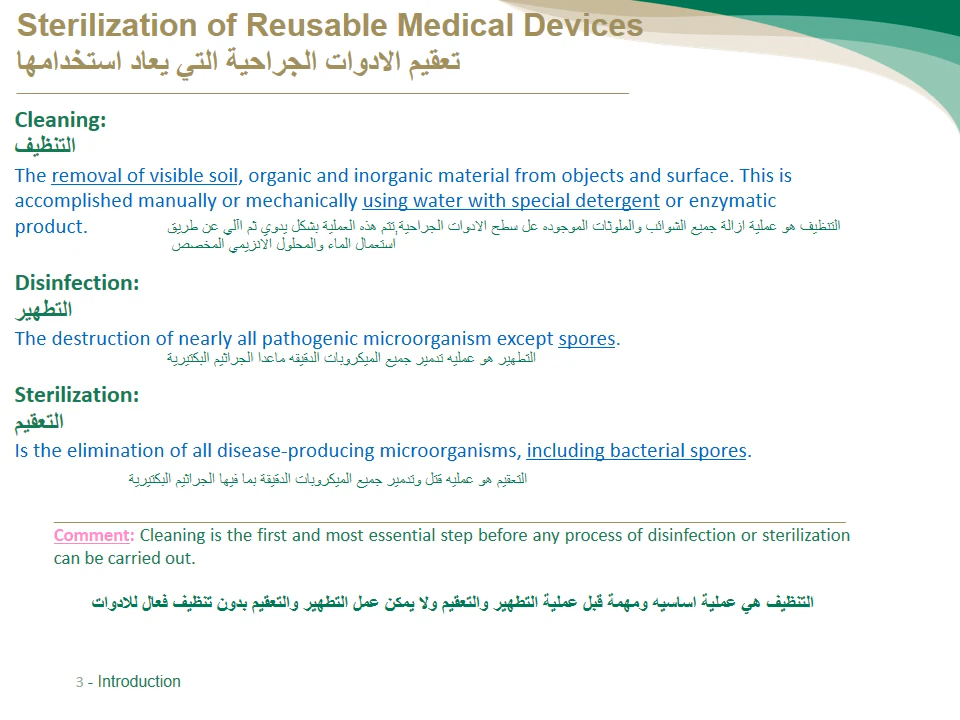 Sterilization of Reusable Medical Devices
تعقيم الادوات الجراحية التي يعاد استخدامها
Cleaning:
التنظيف
The removal of visible soil, organic and inorganic material from objects and surface. This is
accomplished manually or mechanically using water with special detergent or enzymatic
product.
التنظيف هو عملية ازالة جميع الشوائب والملوثات الموجوده عل سطح الادوات الجراحية,تتم هذه العملية بشكل يدوي ثم االلي عن طريق
استعمال الماء والمحلول الانزيمي المخصص
Disinfection:
التطهير
The destruction of nearly all pathogenic microorganism except spores.
التطهير هو عمليه تدمير جميع الميكروبات الدقيقه ماعدا الجراثيم البكتيرية
Sterilization:
التعقيم
Is the elimination of all disease-producing microorganisms, including bacterial spores.
التعقيم هو عمليه قتل وتدمير جميع الميكروبات الدقيقة بما فيها الجراثيم البكتيرية
Comment: Cleaning is the first and most essential step before any process of disinfection or sterilization
can be carried out.
التنظيف هي عملية اساسيه ومهمة قبل عملية التطهير والتعقيم ولا يمكن عمل التطهير والتعقيم بدون تنظيف فعال للادوات
3 - Introduction